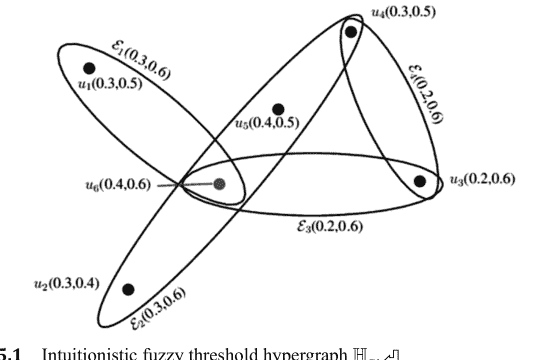 u₄(0.3,0.5)
ℰ₁(0.3,0.6)
ℰ₄(0.2,0.6)
u₁(0.3,0.5)
u₅(0.4,0.5)
u₆(0.4,0.6)
u₃(0.2,0.6)
ℰ₃(0.2,0.6)
u₂(0.3,0.4)
ℰ₂(0.3,0.6)
5.1 Intuitionistic fuzzy threshold hypergraph ℍ